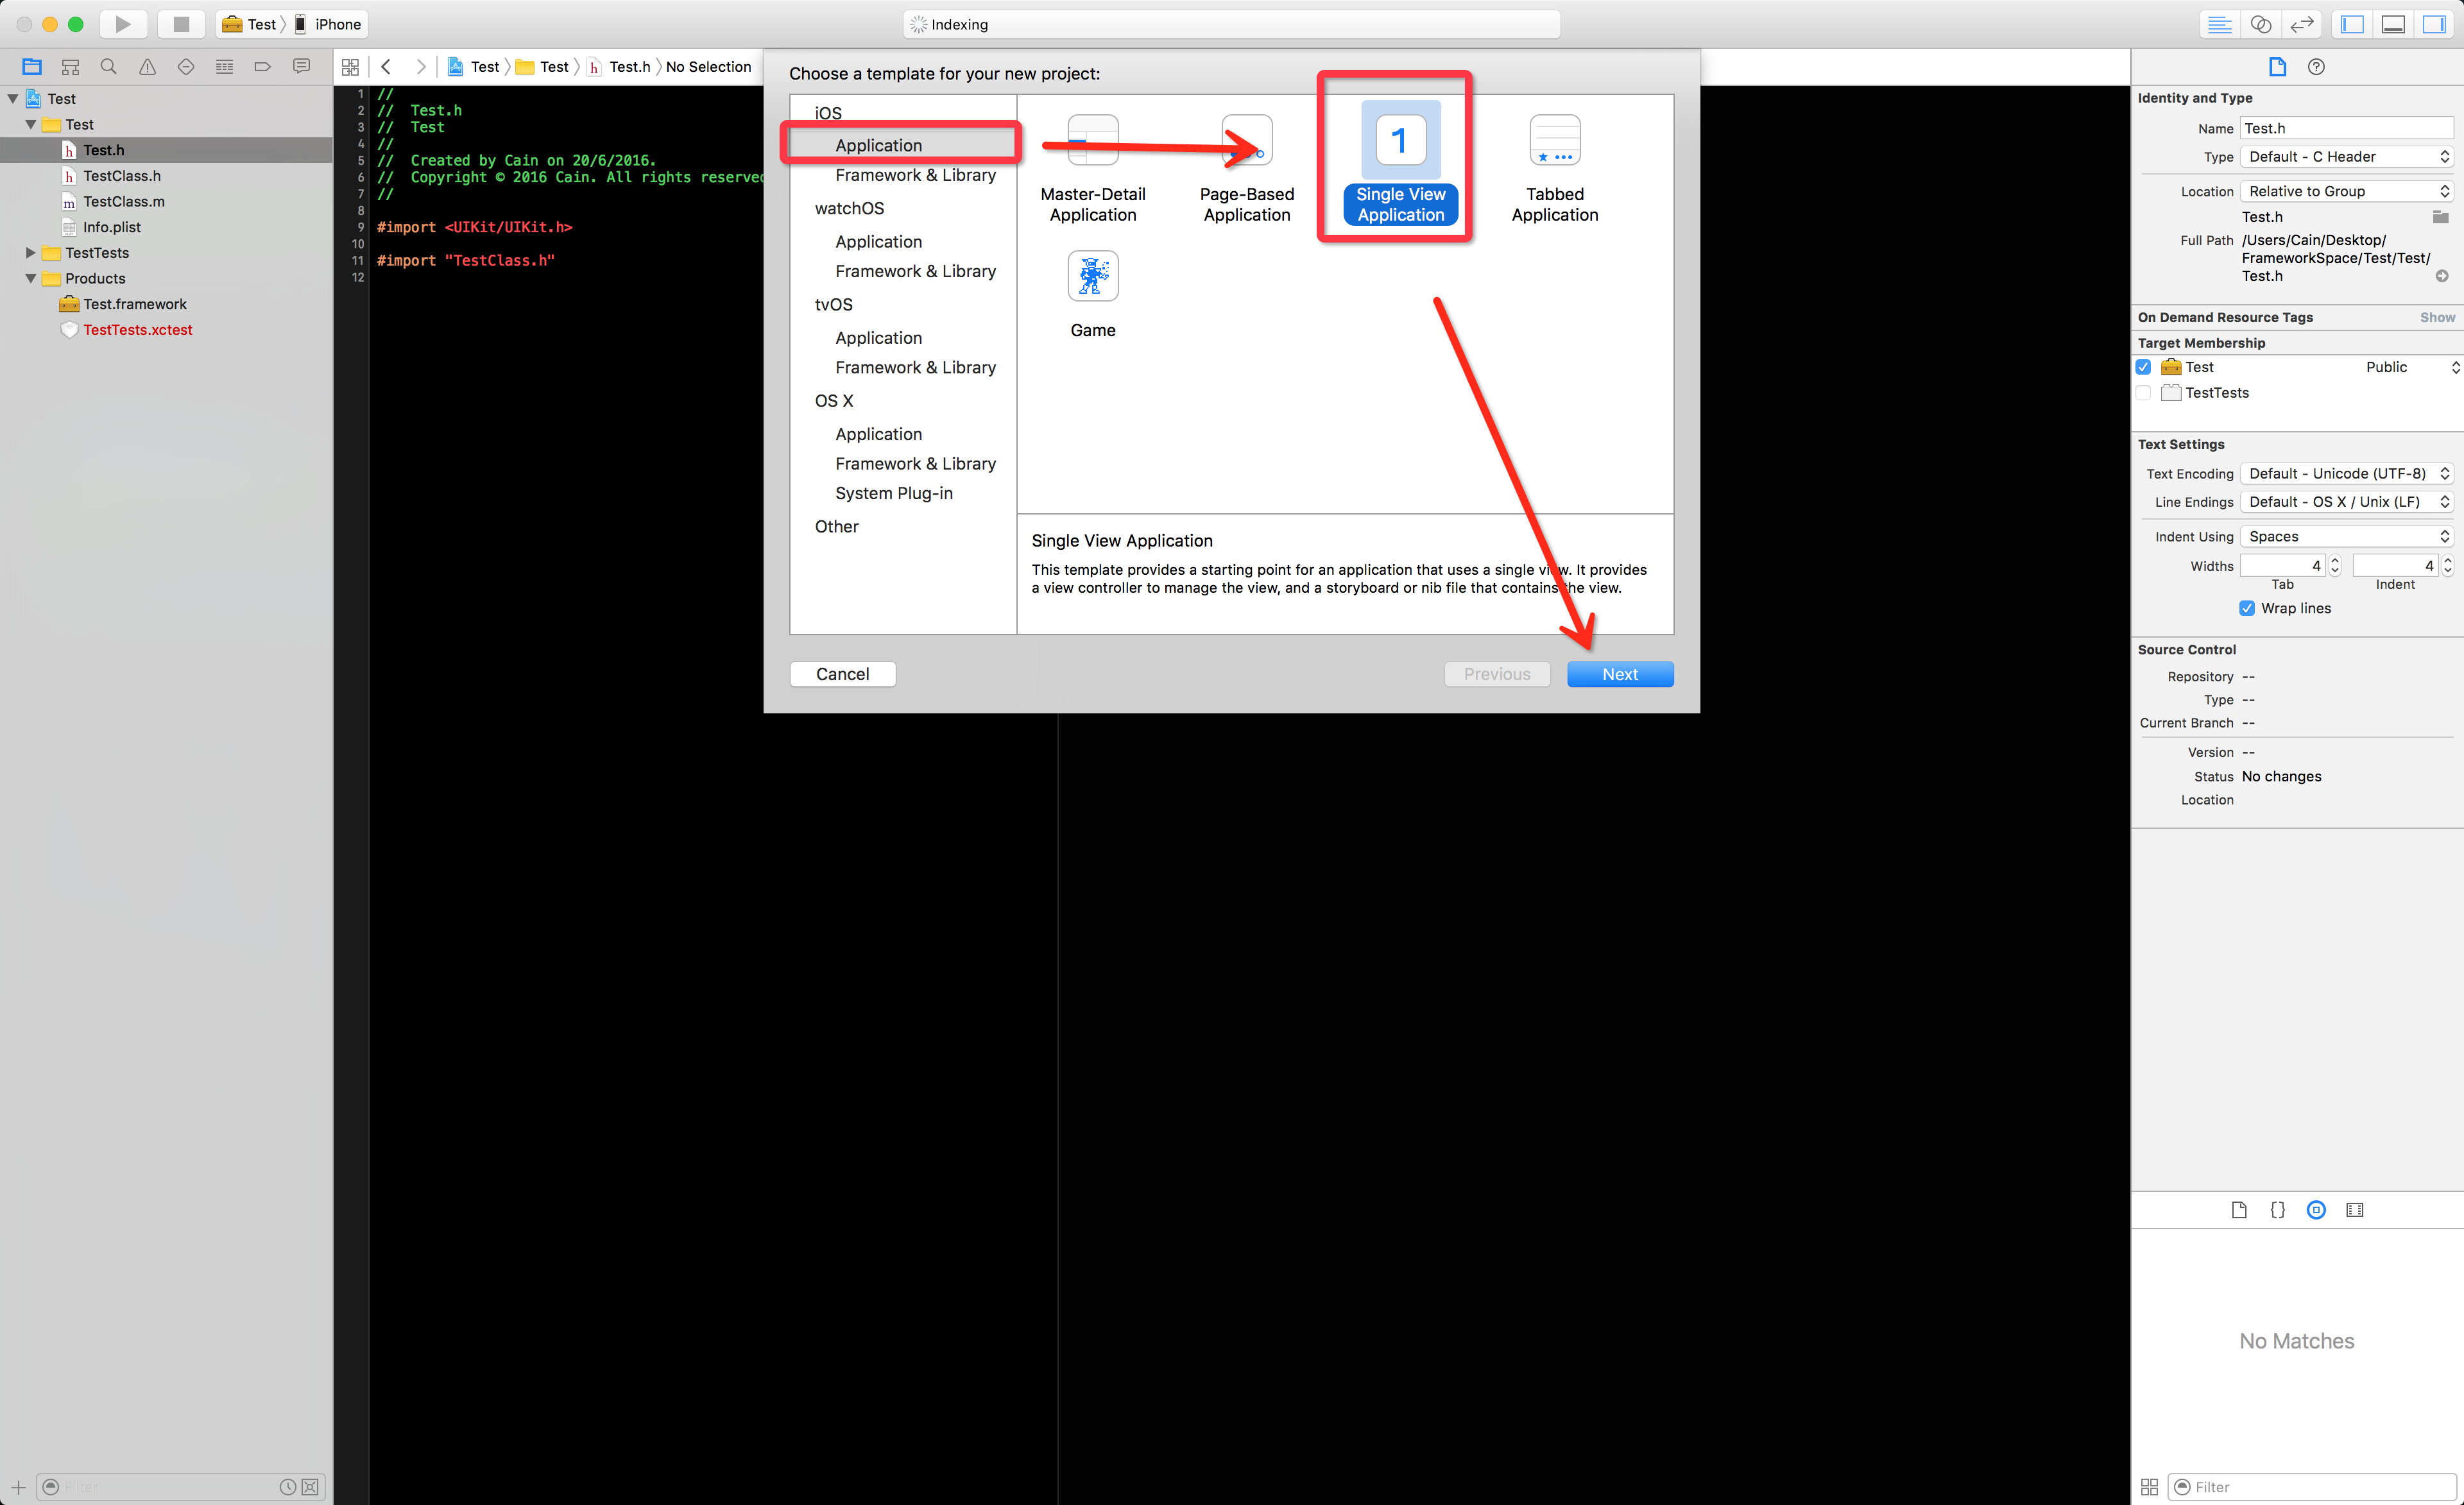 Test
iPhone
Indexing
Test
Test
Test.h
No Selection
Test
Test
Test.h
TestClass.h
TestClass.m
Info.plist
TestTests
Products
Test.framework
TestTests.xctest
1 //
2 // Test.h
3 // Test
4 //
5 // Created by Cain on 20/6/2016.
6 // Copyright © 2016 Cain. All rights reserved
7 //
8
9 #import <UIKit/UIKit.h>
10
11 #import "TestClass.h"
12
Choose a template for your new project:
iOS
Application
Framework & Library
watchOS
Application
Framework & Library
tvOS
Application
Framework & Library
OS X
Application
Framework & Library
System Plug-in
Other
Master-Detail
Application
Page-Based
Application
1
Single View
Application
Tabbed
Application
Game
Single View Application
This template provides a starting point for an application that uses a single view. It provides
a view controller to manage the view, and a storyboard or nib file that contains the view.
Cancel
Previous
Next
Identity and Type
Name Test.h
Type Default - C Header
Location Relative to Group
Test.h
Full Path /Users/Cain/Desktop/
FrameworkSpace/Test/Test/
Test.h
On Demand Resource Tags Show
Target Membership
Test Public
TestTests
Text Settings
Text Encoding Default - Unicode (UTF-8)
Line Endings Default - OS X / Unix (LF)
Indent Using Spaces
Widths 4 4
Tab Indent
Wrap lines
Source Control
Repository --
Type --
Current Branch --
Version --
Status No changes
Location
{}
No Matches
Filter
Filter